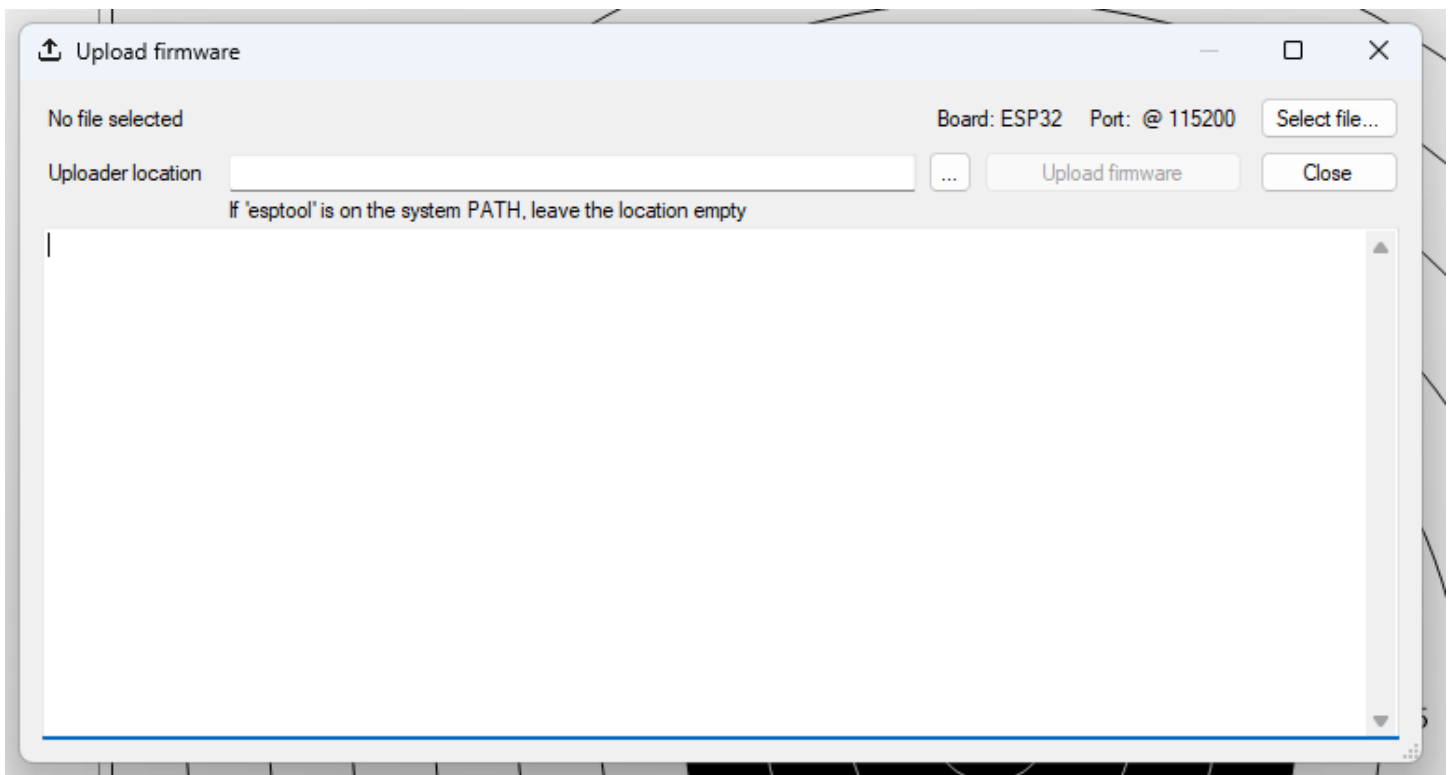 Upload firmware
No file selected Board: ESP32 Port: @ 115200 Select file...
Uploader location ... Upload firmware Close
If 'esptool' is on the system PATH, leave the location empty
5